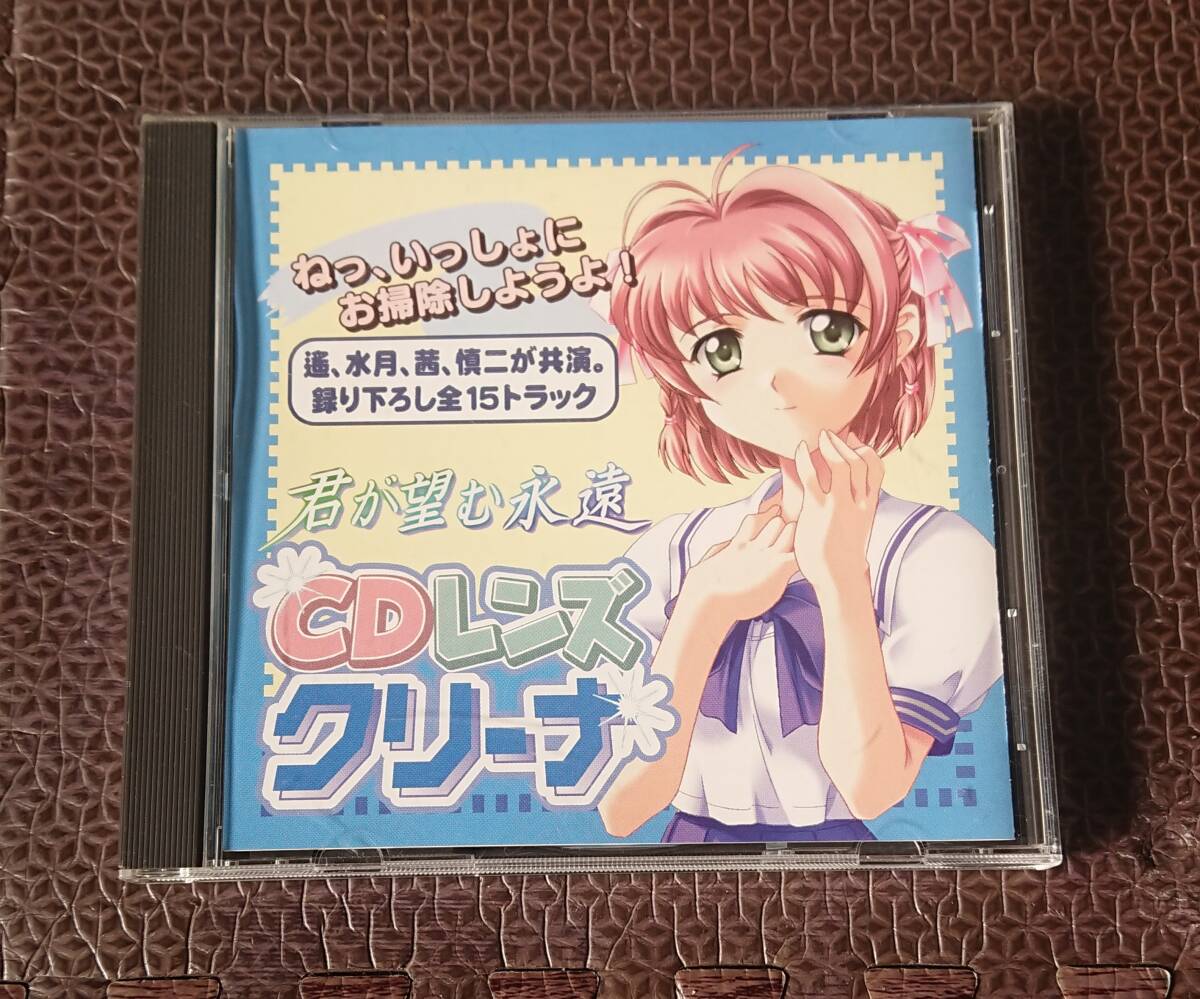 ねっ、いっしょに
お掃除しようよ!
遙、水月、茜、慎二が共演。
録り下ろし全15トラック
君が望む永遠
CDレンズ
クリーナ